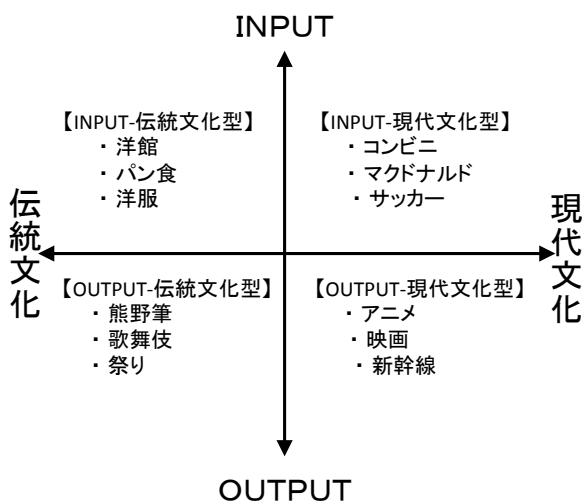 INPUT
【INPUT-伝統文化型】
・ 洋館
・ パン食
・ 洋服
【INPUT-現代文化型】
・ コンビニ
・ マクドナルド
・ サッカー
伝統文化
現代文化
【OUTPUT-伝統文化型】
・ 熊野筆
・ 歌舞伎
・ 祭り
【OUTPUT-現代文化型】
・ アニメ
・ 映画
・ 新幹線
OUTPUT